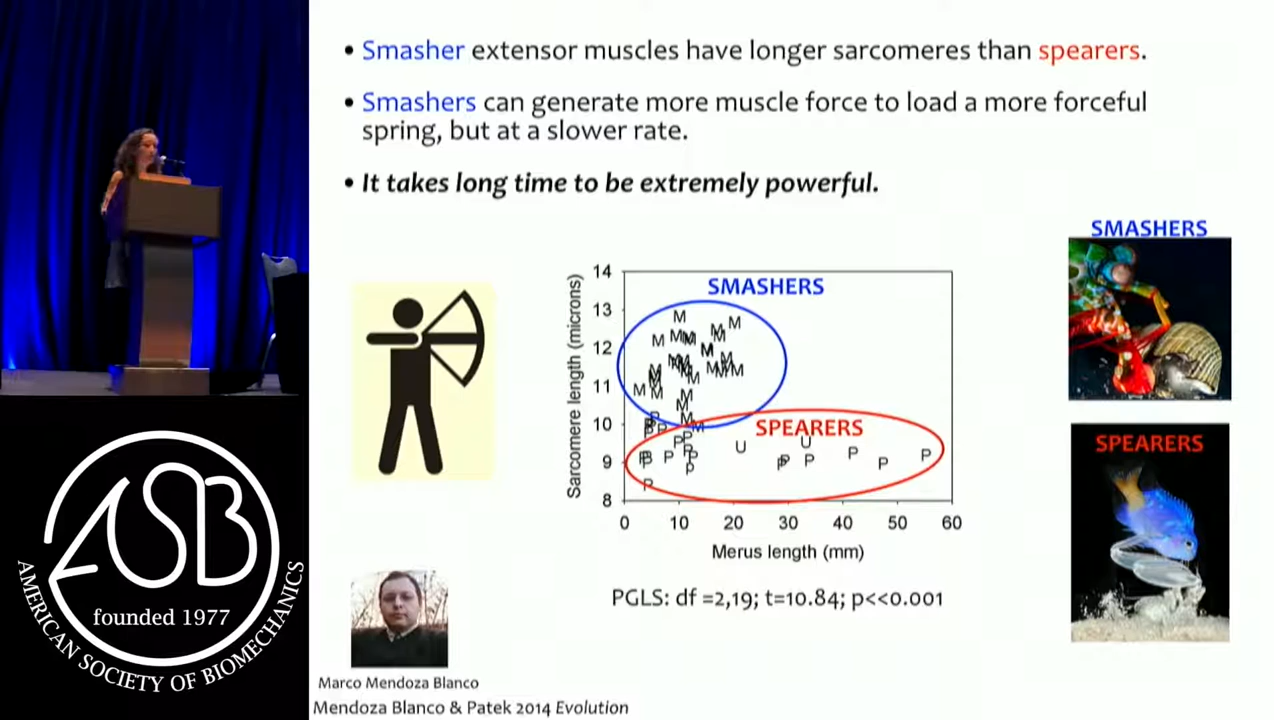 • Smasher extensor muscles have longer sarcomeres than spearers.
• Smashers can generate more muscle force to load a more forceful
spring, but at a slower rate.
• It takes long time to be extremely powerful.
SMASHERS
SPEARERS
14
13
12
11
10
9
8
Sarcomere length (microns)
SMASHERS
SPEARERS
M
P
U
0 10 20 30 40 50 60
Merus length (mm)
PGLS: df =2,19; t=10.84; p<<0.001
Marco Mendoza Blanco
Mendoza Blanco & Patek 2014 Evolution
ASB
founded 1977
AMERICAN SOCIETY OF BIOMECHANICS